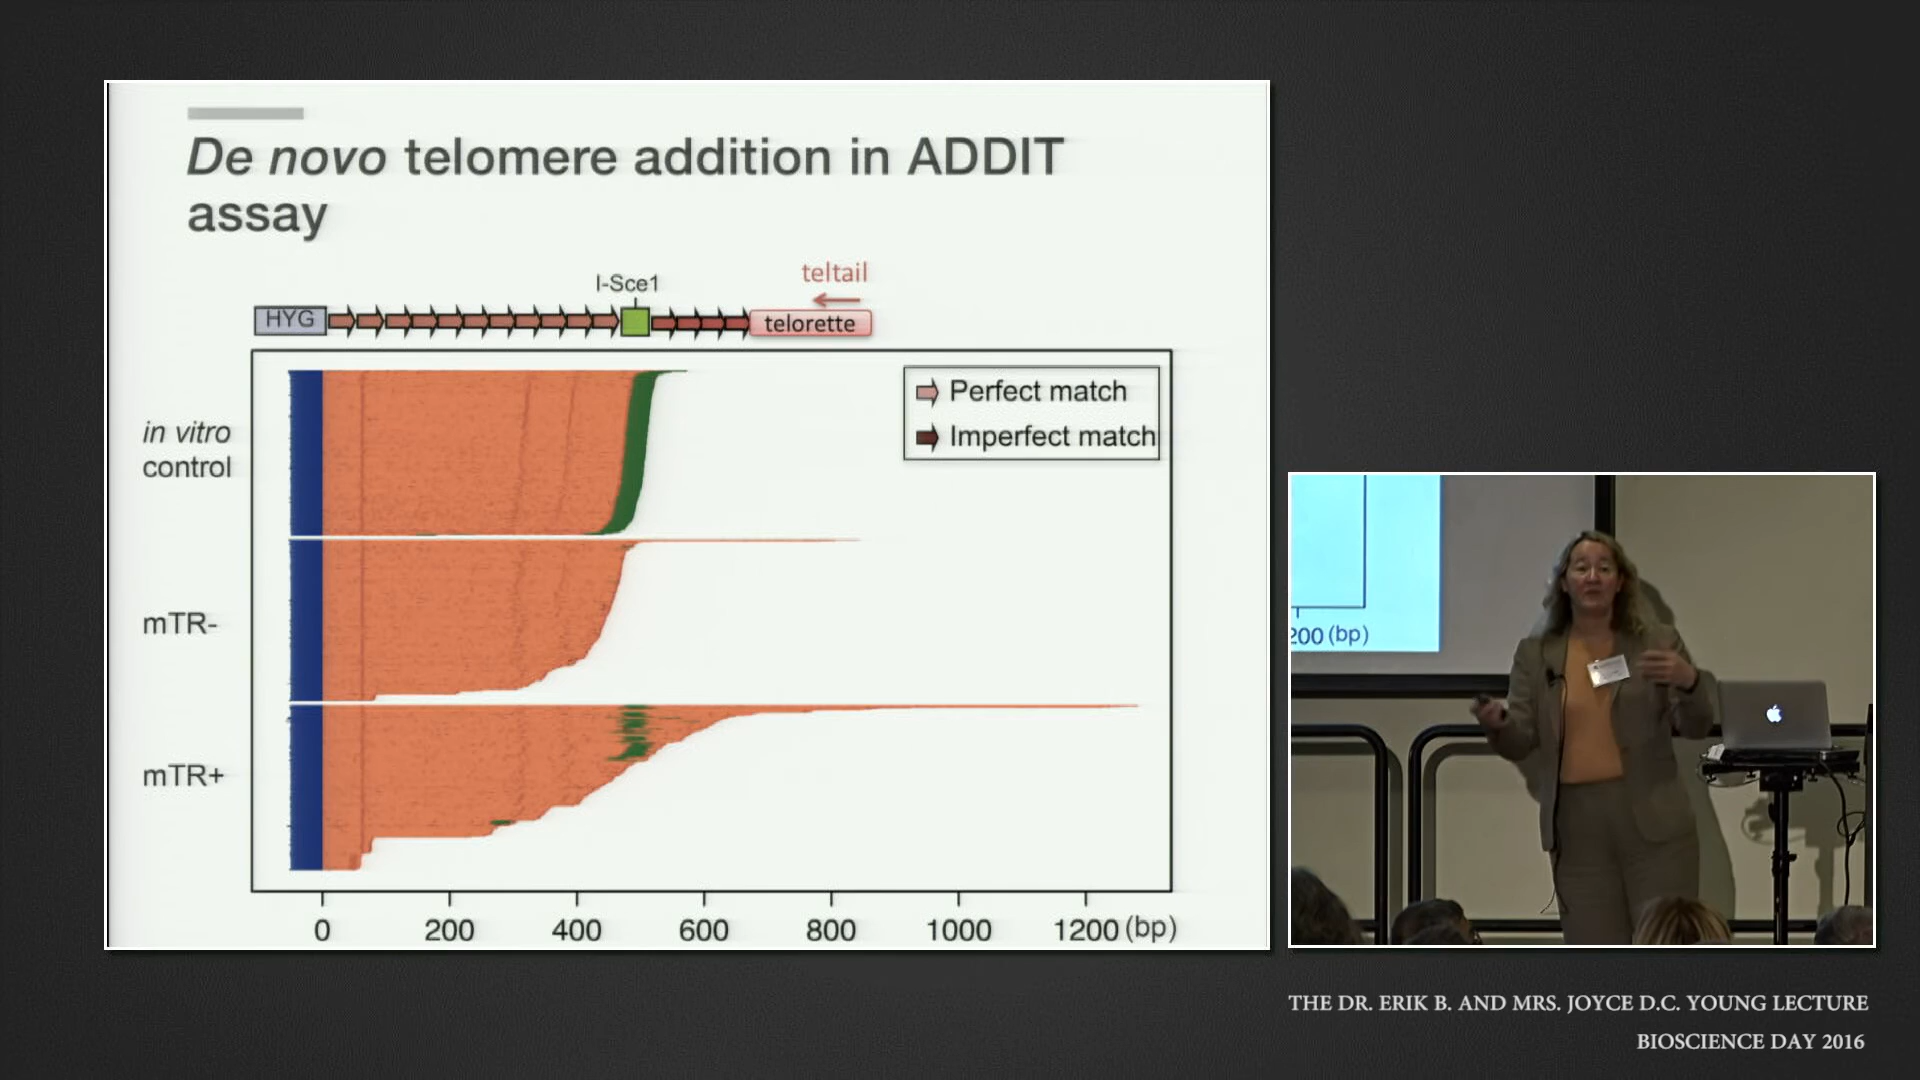 De novo telomere addition in ADDIT
assay
teltail
I-Sce1
HYG
telorette
Perfect match
Imperfect match
in vitro
control
mTR-
mTR+
0 200 400 600 800 1000 1200 (bp)
200 (bp)
THE DR. ERIK B. AND MRS. JOYCE D.C. YOUNG LECTURE
BIOSCIENCE DAY 2016